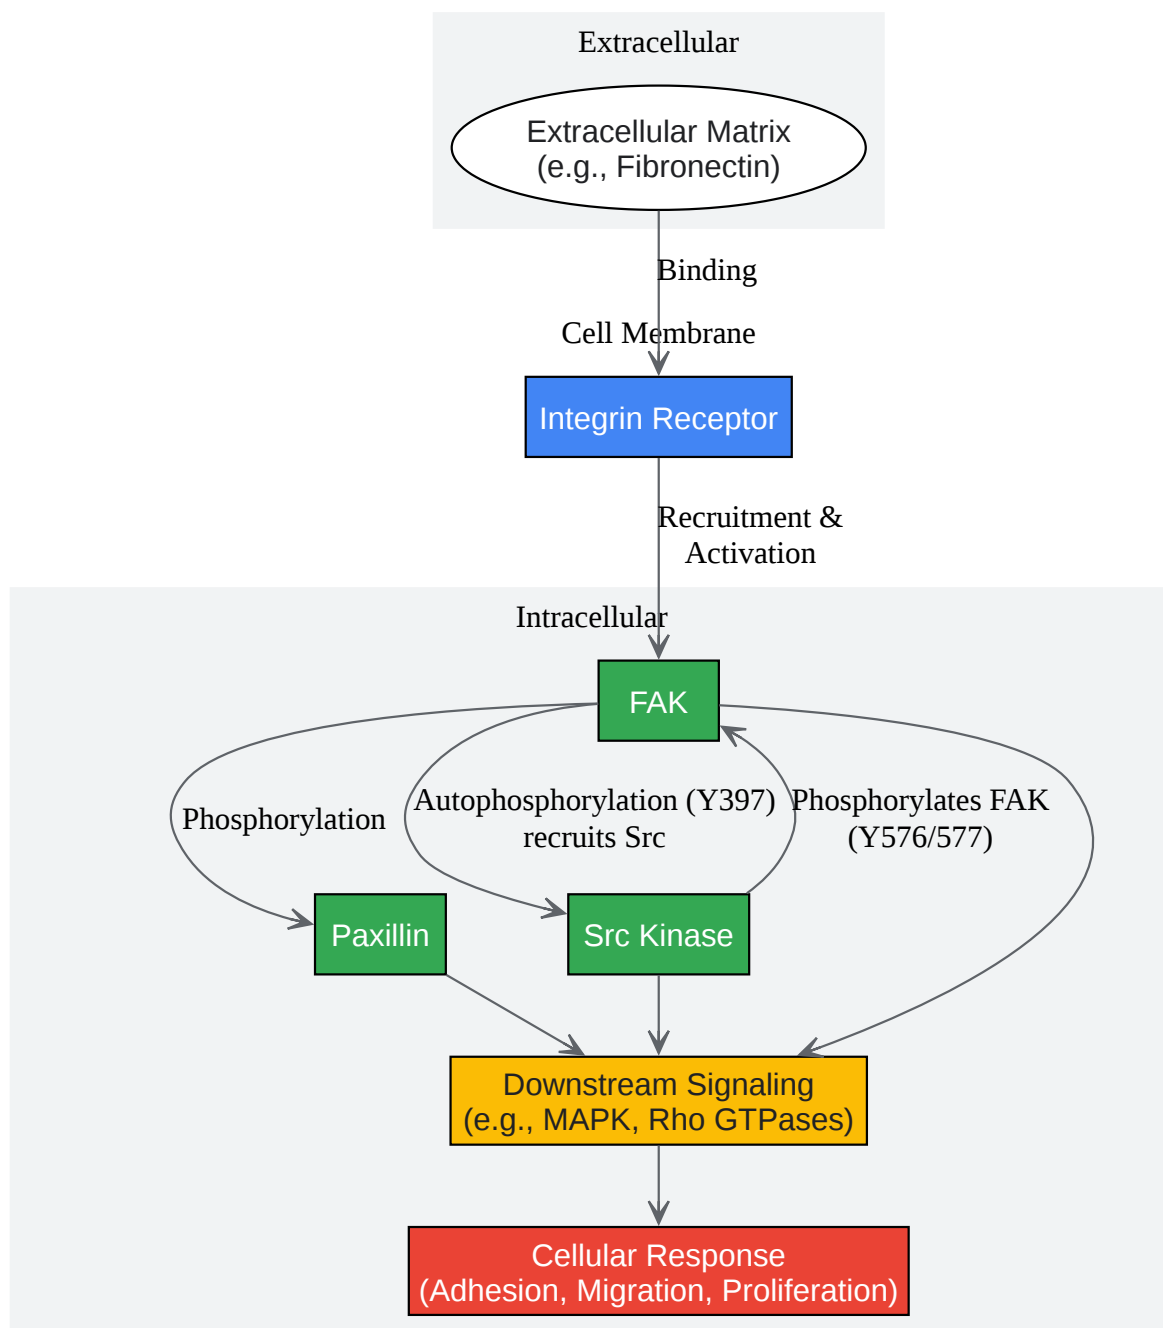 Extracellular
Extracellular Matrix
(e.g., Fibronectin)
Binding
Cell Membrane
Integrin Receptor
Recruitment &
Activation
Intracellular
FAK
Phosphorylation
Autophosphorylation (Y397)
recruits Src
Phosphorylates FAK
(Y576/577)
Paxillin
Src Kinase
Downstream Signaling
(e.g., MAPK, Rho GTPases)
Cellular Response
(Adhesion, Migration, Proliferation)